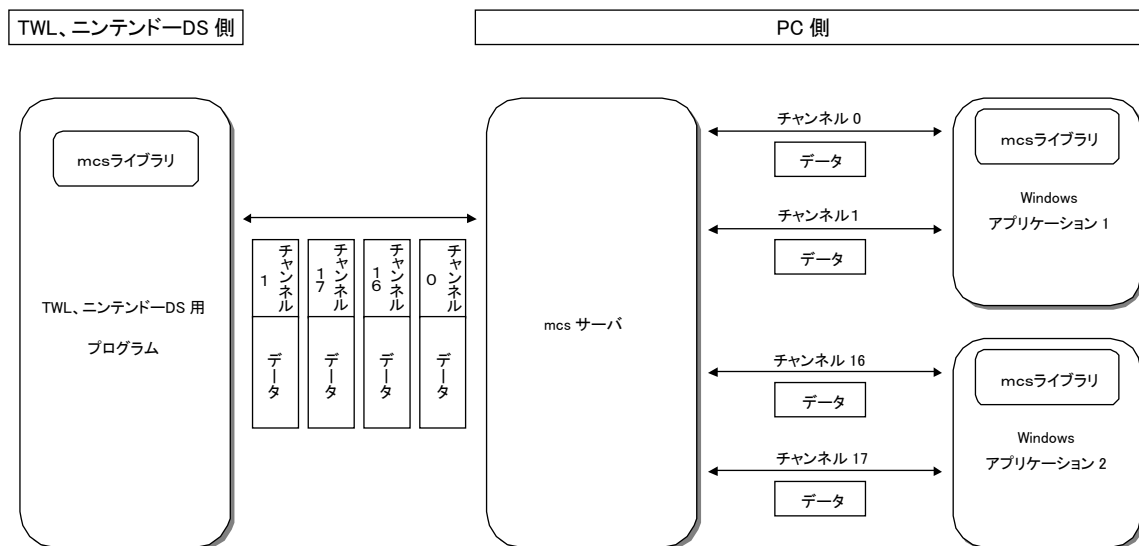 TWL、ニンテンドーDS 側
PC 側
mcsライブラリ
TWL、ニンテンドーDS 用
プログラム
チャンネル 1
データ
チャンネル 17
データ
チャンネル 16
データ
チャンネル 0
データ
mcs サーバ
チャンネル 0
データ
チャンネル 1
データ
チャンネル 16
データ
チャンネル 17
データ
mcsライブラリ
Windows
アプリケーション 1
mcsライブラリ
Windows
アプリケーション 2